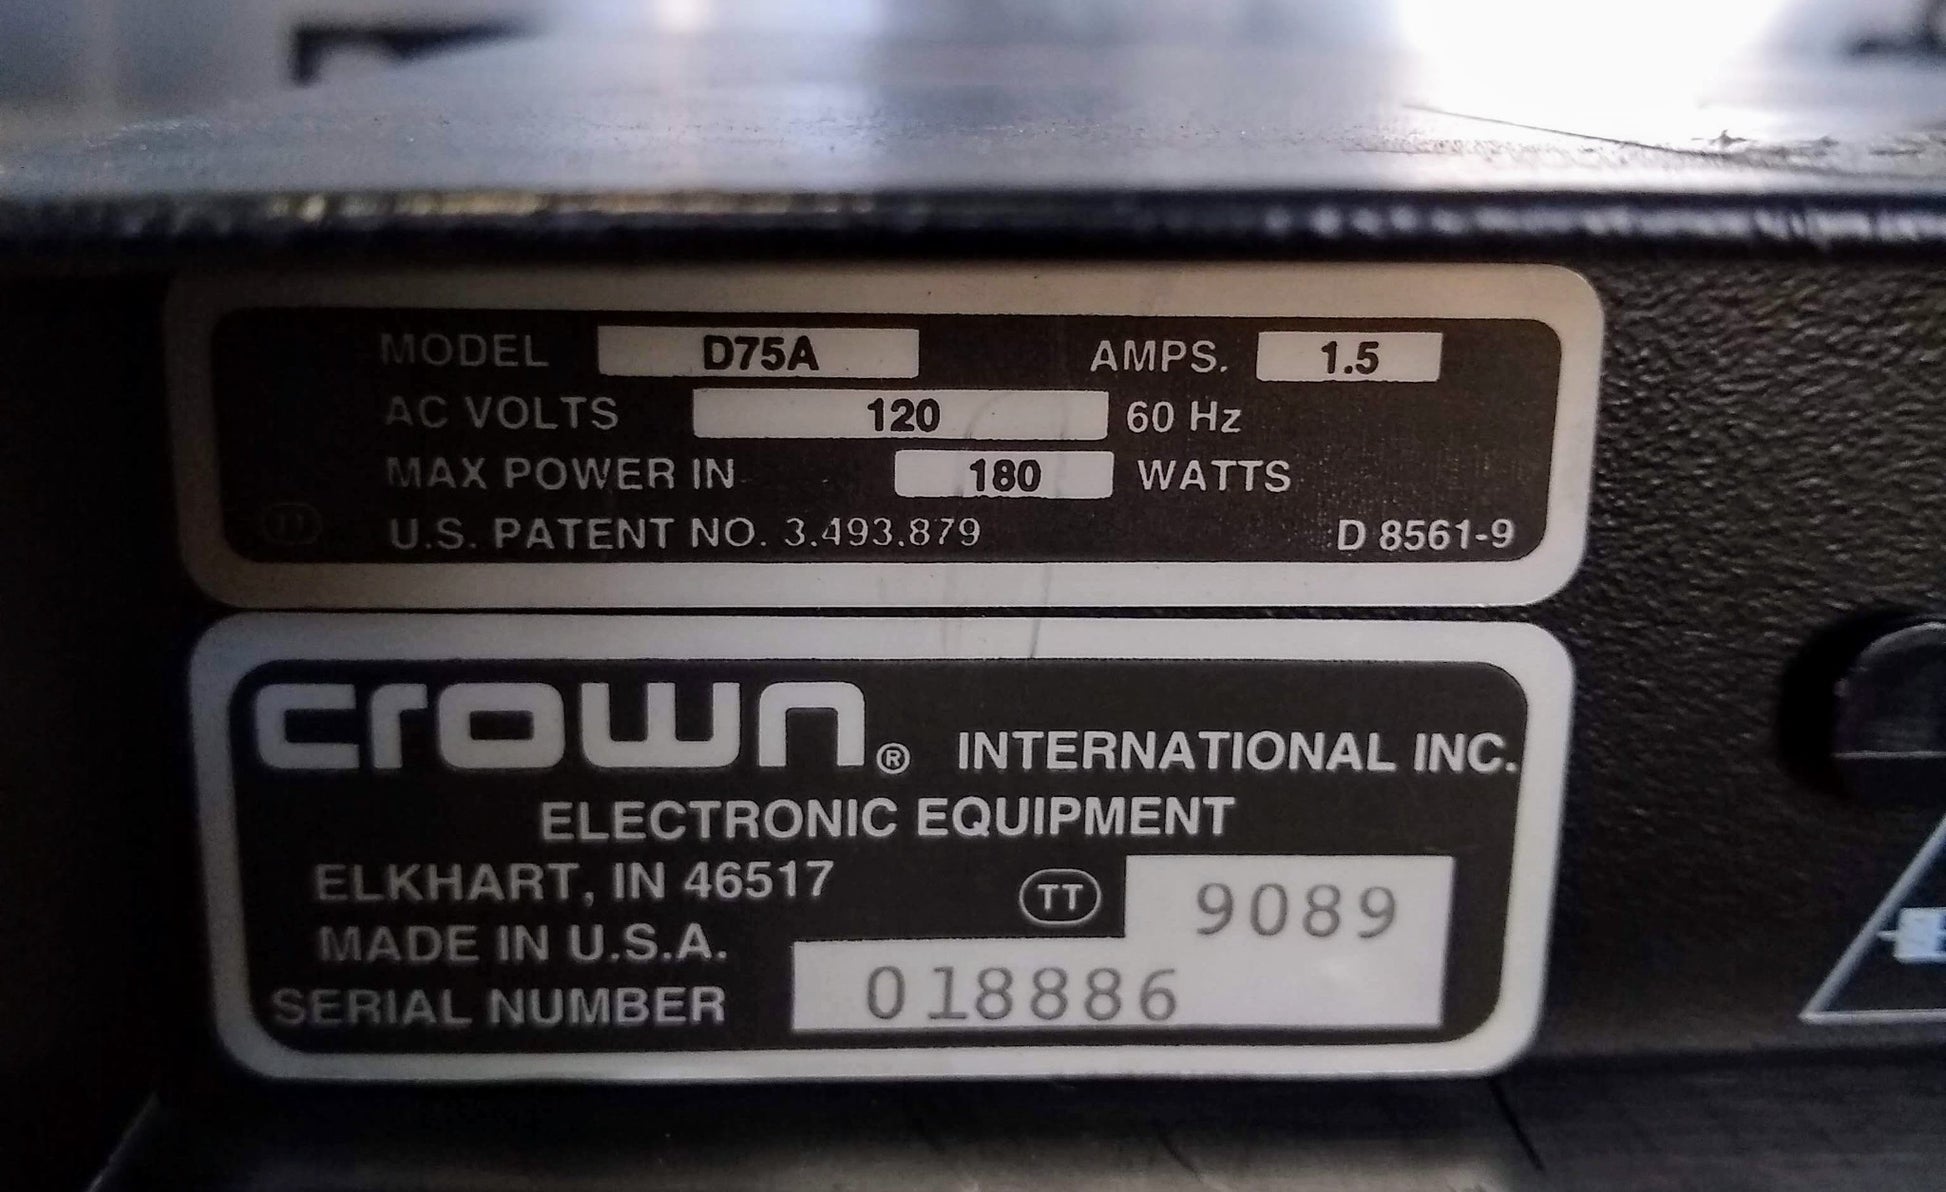 MODEL D75A AMPS. 1.5
AC VOLTS 120 60 Hz
MAX POWER IN 180 WATTS
U.S. PATENT NO. 3.493.879 D 8561-9
crown® INTERNATIONAL INC.
ELECTRONIC EQUIPMENT
ELKHART, IN 46517 TT 9089
MADE IN U.S.A.
SERIAL NUMBER 018886